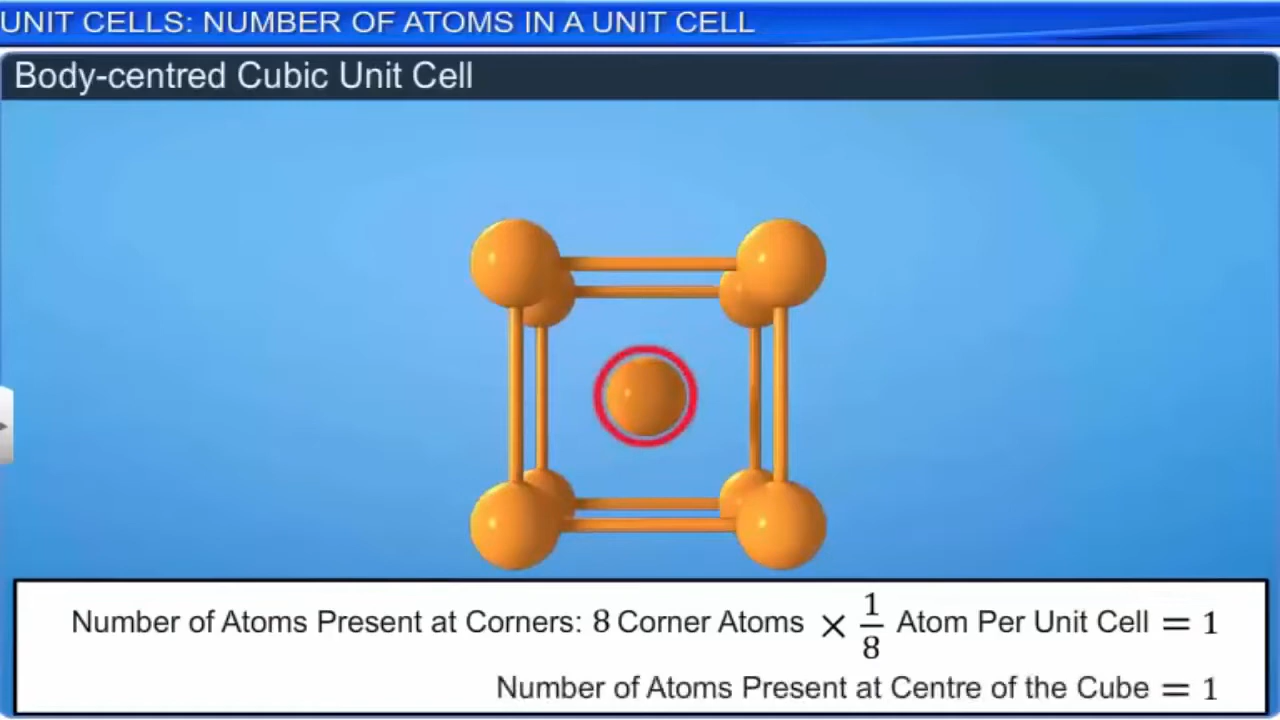 UNIT CELLS: NUMBER OF ATOMS IN A UNIT CELL
Body-centred Cubic Unit Cell
Number of Atoms Present at Corners: 8 Corner Atoms × 1/8 Atom Per Unit Cell = 1
Number of Atoms Present at Centre of the Cube = 1